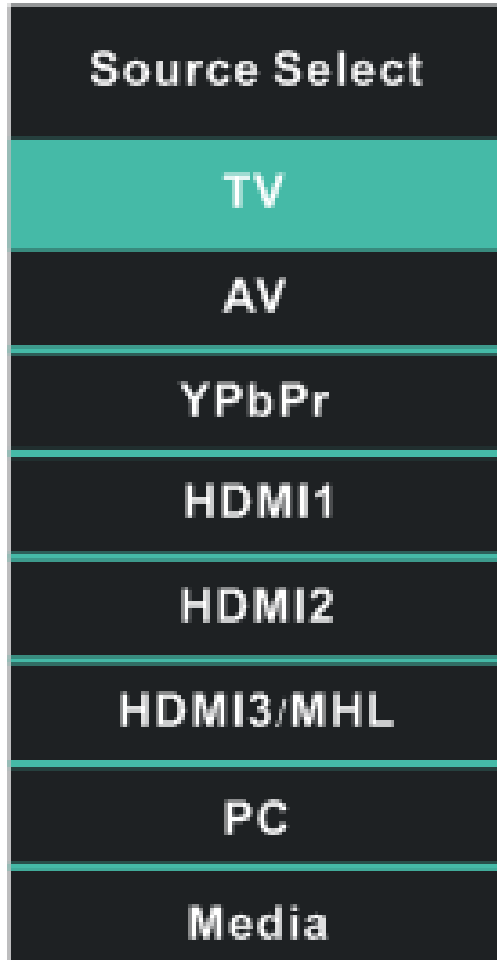 Source Select
TV
AV
YPbPr
HDMI1
HDMI2
HDMI3/MHL
PC
Media